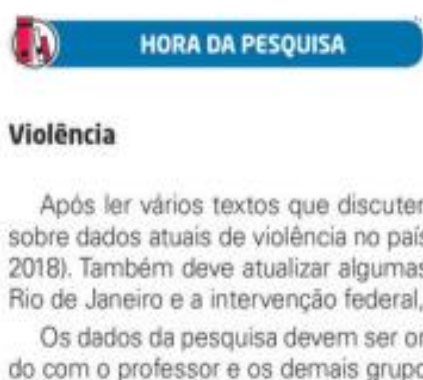 HORA DA PESQUISA
Violência
Após ler vários textos que discutem
sobre dados atuais de violência no país
2018). Também deve atualizar algumas
Rio de Janeiro e a intervenção federal,
Os dados da pesquisa devem ser or
do com o professor e os demais grupo